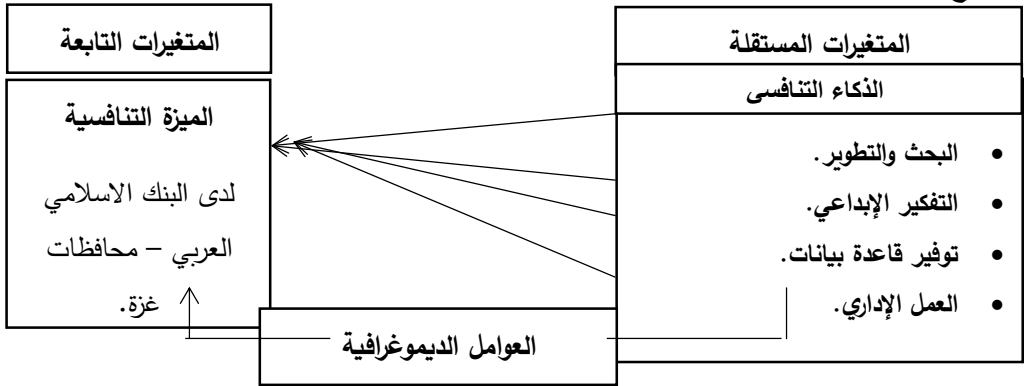 المتغيرات المستقلة
الذكاء التنافسى
• البحث والتطوير.
• التفكير الإبداعي.
• توفير قاعدة بيانات.
• العمل الإداري.
المتغيرات التابعة
الميزة التنافسية
لدى البنك الاسلامي
العربي – محافظات
غزة.
العوامل الديموغرافية